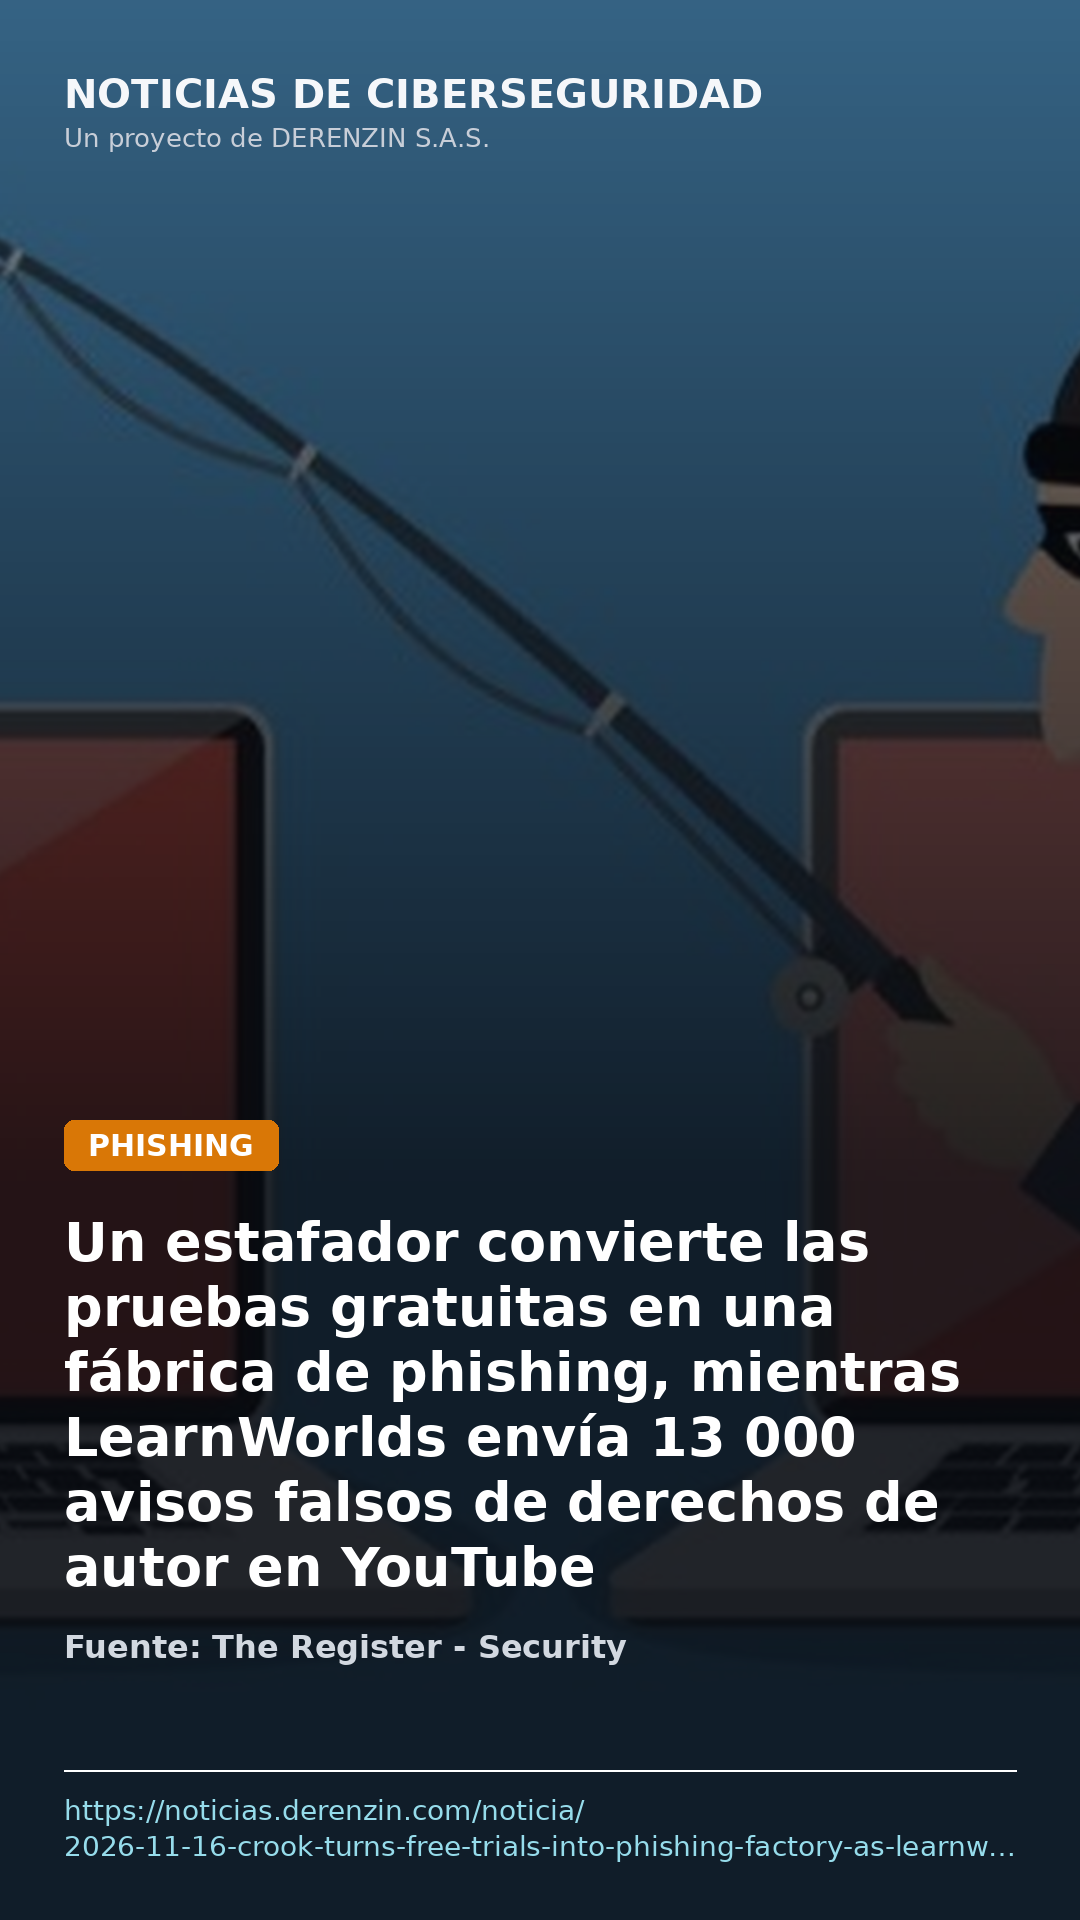 NOTICIAS DE CIBERSEGURIDAD
Un proyecto de DERENZIN S.A.S.
PHISHING
Un estafador convierte las
pruebas gratuitas en una
fábrica de phishing, mientras
LearnWorlds envía 13 000
avisos falsos de derechos de
autor en YouTube
Fuente: The Register - Security
https://noticias.derenzin.com/noticia/
2026-11-16-crook-turns-free-trials-into-phishing-factory-as-learnw…